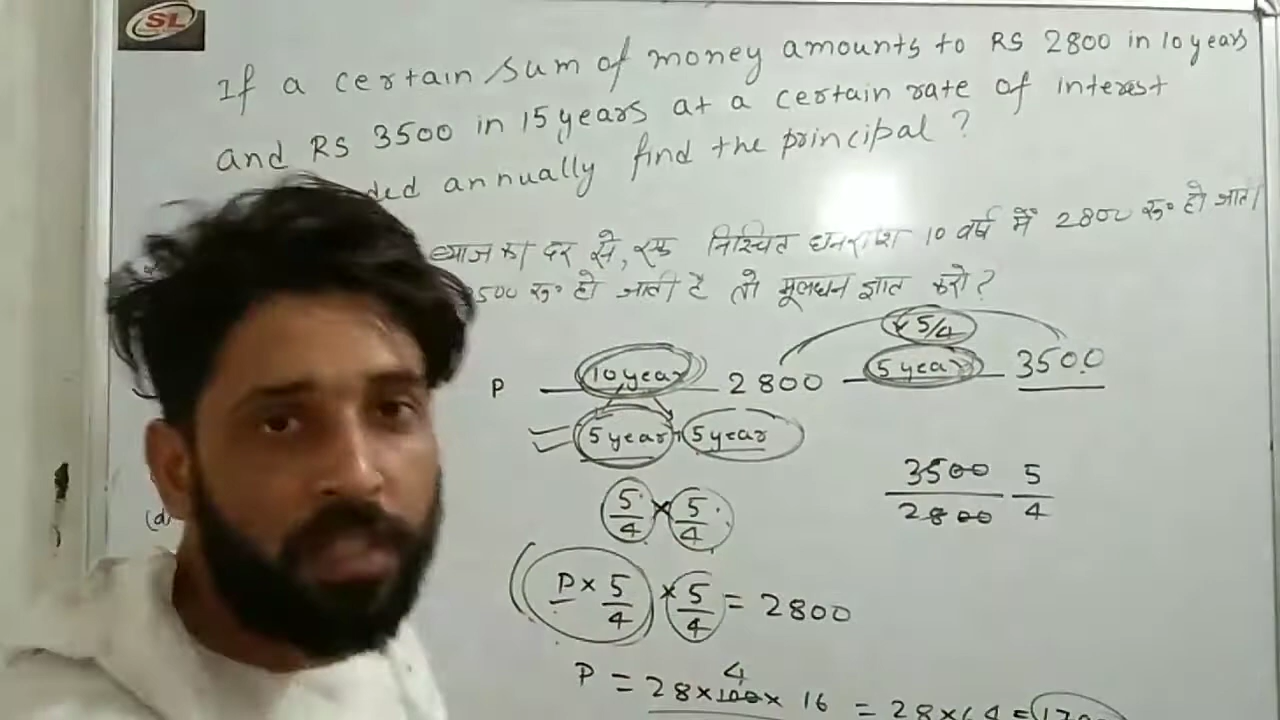 SL
If a certain sum of money amounts to RS 2800 in 10 years
and RS 3500 in 15 years at a certain rate of interest
ded annually find the principal ?
ब्याज की दर से, एक निश्चित धनराशि 10 वर्ष में 2800 रु॰ हो जाती
3500 रु॰ हो जाती है तो मूलधन ज्ञात करो ?
× 5/4
P 10 year 2800 5 year 3500
5 year + 5 year
3500/2800 5/4
5/4 × 5/4
(d)
P × 5/4 × 5/4 = 2800
P = 28 × 100 × 16 = 28 × 64 =
4